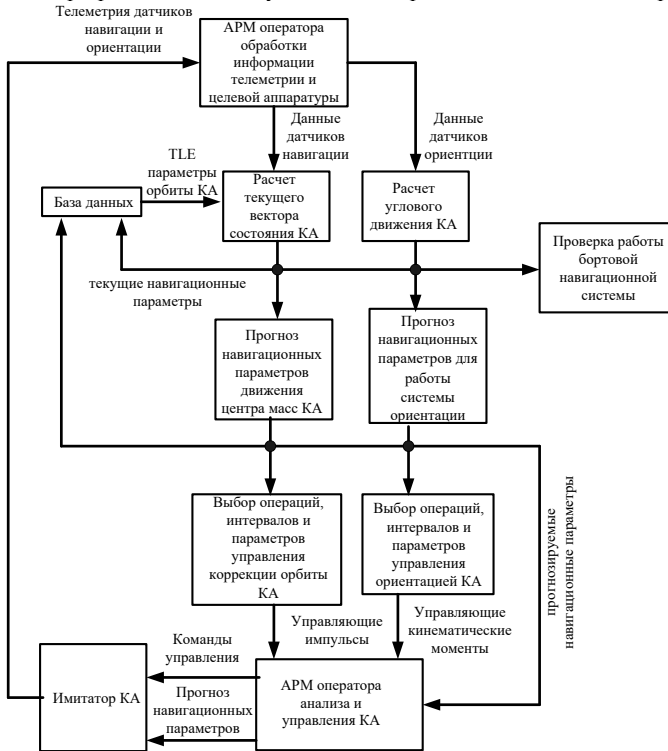 Телеметрия датчиков
навигации и
ориентации
АРМ оператора
обработки
информации
телеметрии и
целевой аппаратуры
Данные
датчиков
навигации
Данные
датчиков
ориентции
TLE
параметры
орбиты КА
База данных
Расчет
текущего
вектора
состояния КА
Расчет
углового
движения КА
Проверка работы
бортовой
навигационной
системы
текущие навигационные
параметры
Прогноз
навигационных
параметров
движения
центра масс КА
Прогноз
навигационных
параметров для
работы
системы
ориентации
Выбор операций,
интервалов и
параметров
управления
коррекции орбиты
КА
Выбор операций,
интервалов и
параметров
управления
ориентацией КА
прогнозируемые
навигационные параметры
Управляющие
импульсы
Управляющие
кинематические
моменты
Команды
управления
Имитатор КА
Прогноз
навигационных
параметров
АРМ оператора
анализа и
управления КА